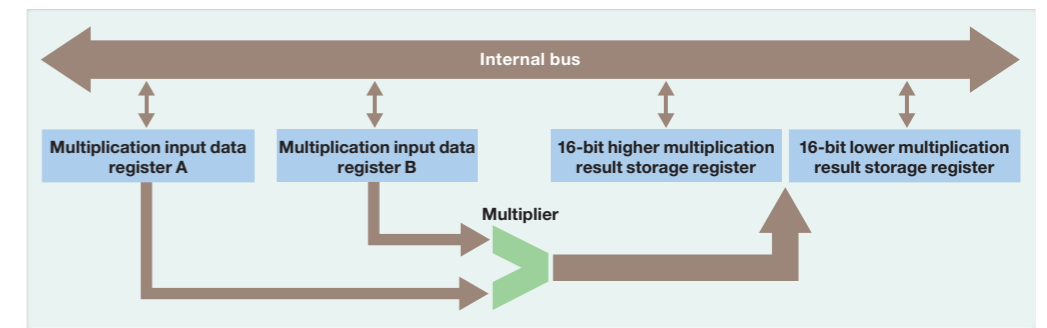 Internal bus
Multiplication input data
register A
Multiplication input data
register B
16-bit higher multiplication
result storage register
16-bit lower multiplication
result storage register
Multiplier